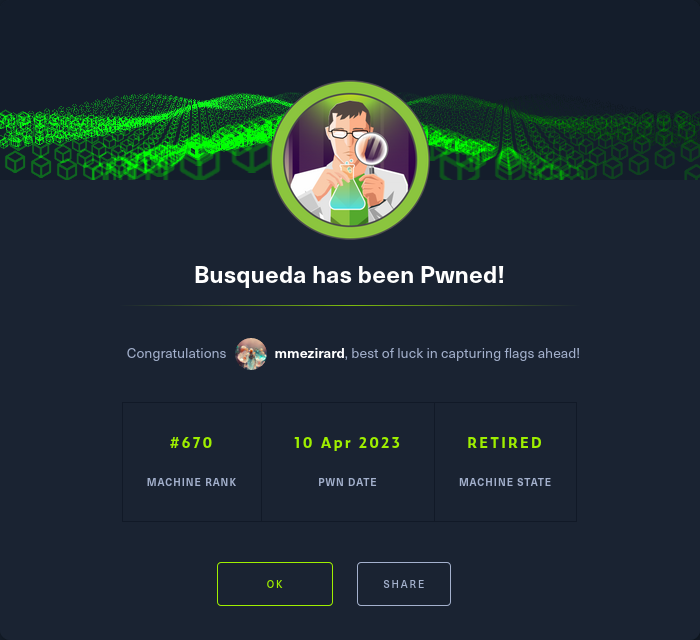 Busqueda has been Pwned!
Congratulations mmezirard, best of luck in capturing flags ahead!
#670 10 Apr 2023 RETIRED
MACHINE RANK PWN DATE MACHINE STATE
OK SHARE